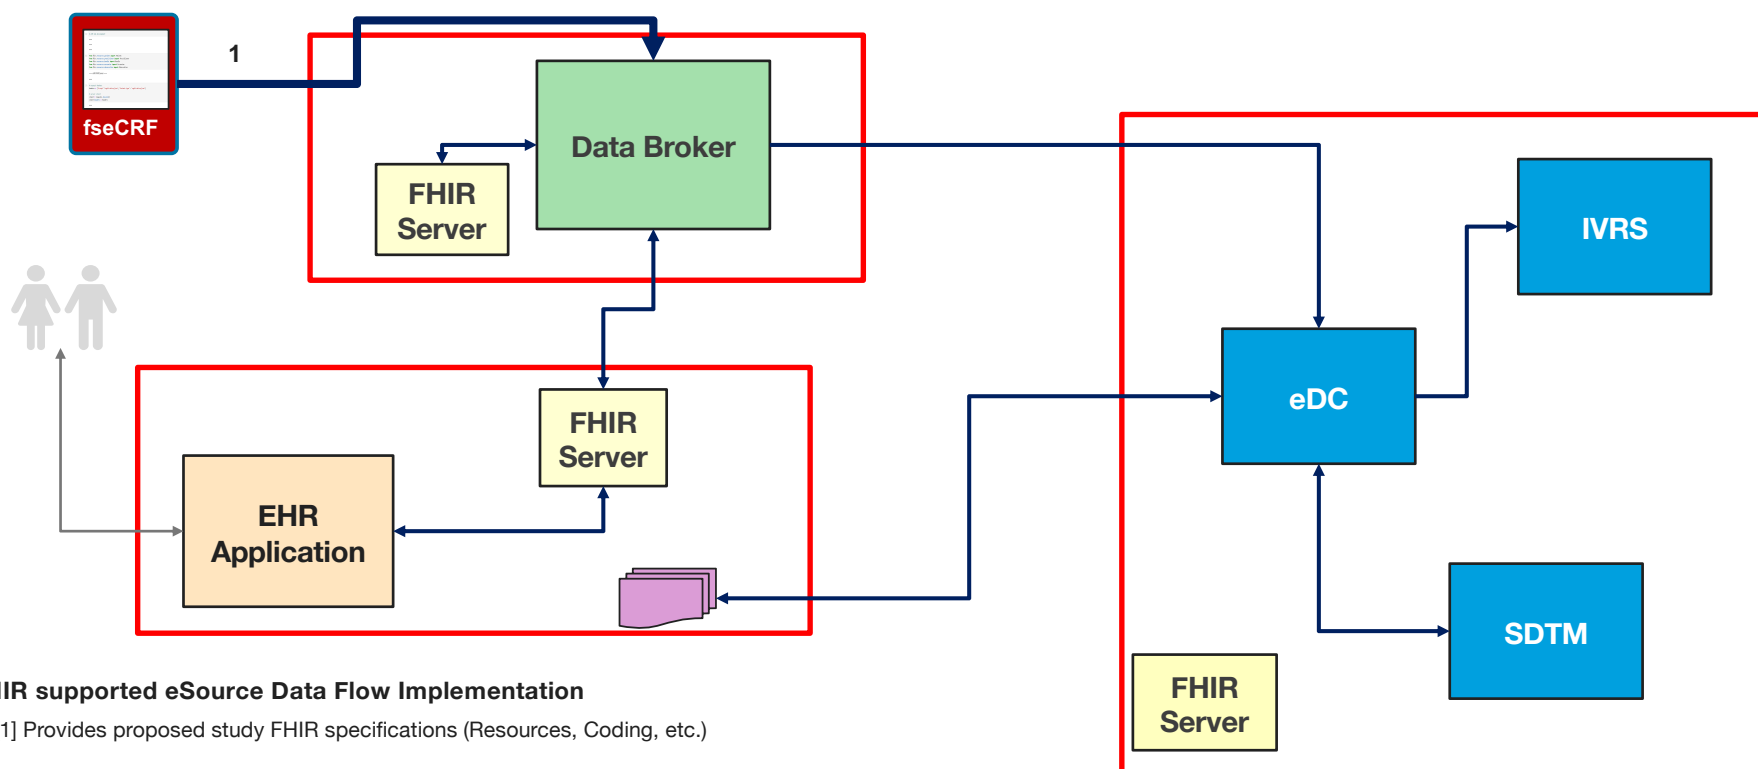 1
fseCRF
Data Broker
FHIR
Server
IVRS
eDC
FHIR
Server
EHR
Application
SDTM
FHIR
Server
IIR supported eSource Data Flow Implementation
1] Provides proposed study FHIR specifications (Resources, Coding, etc.)